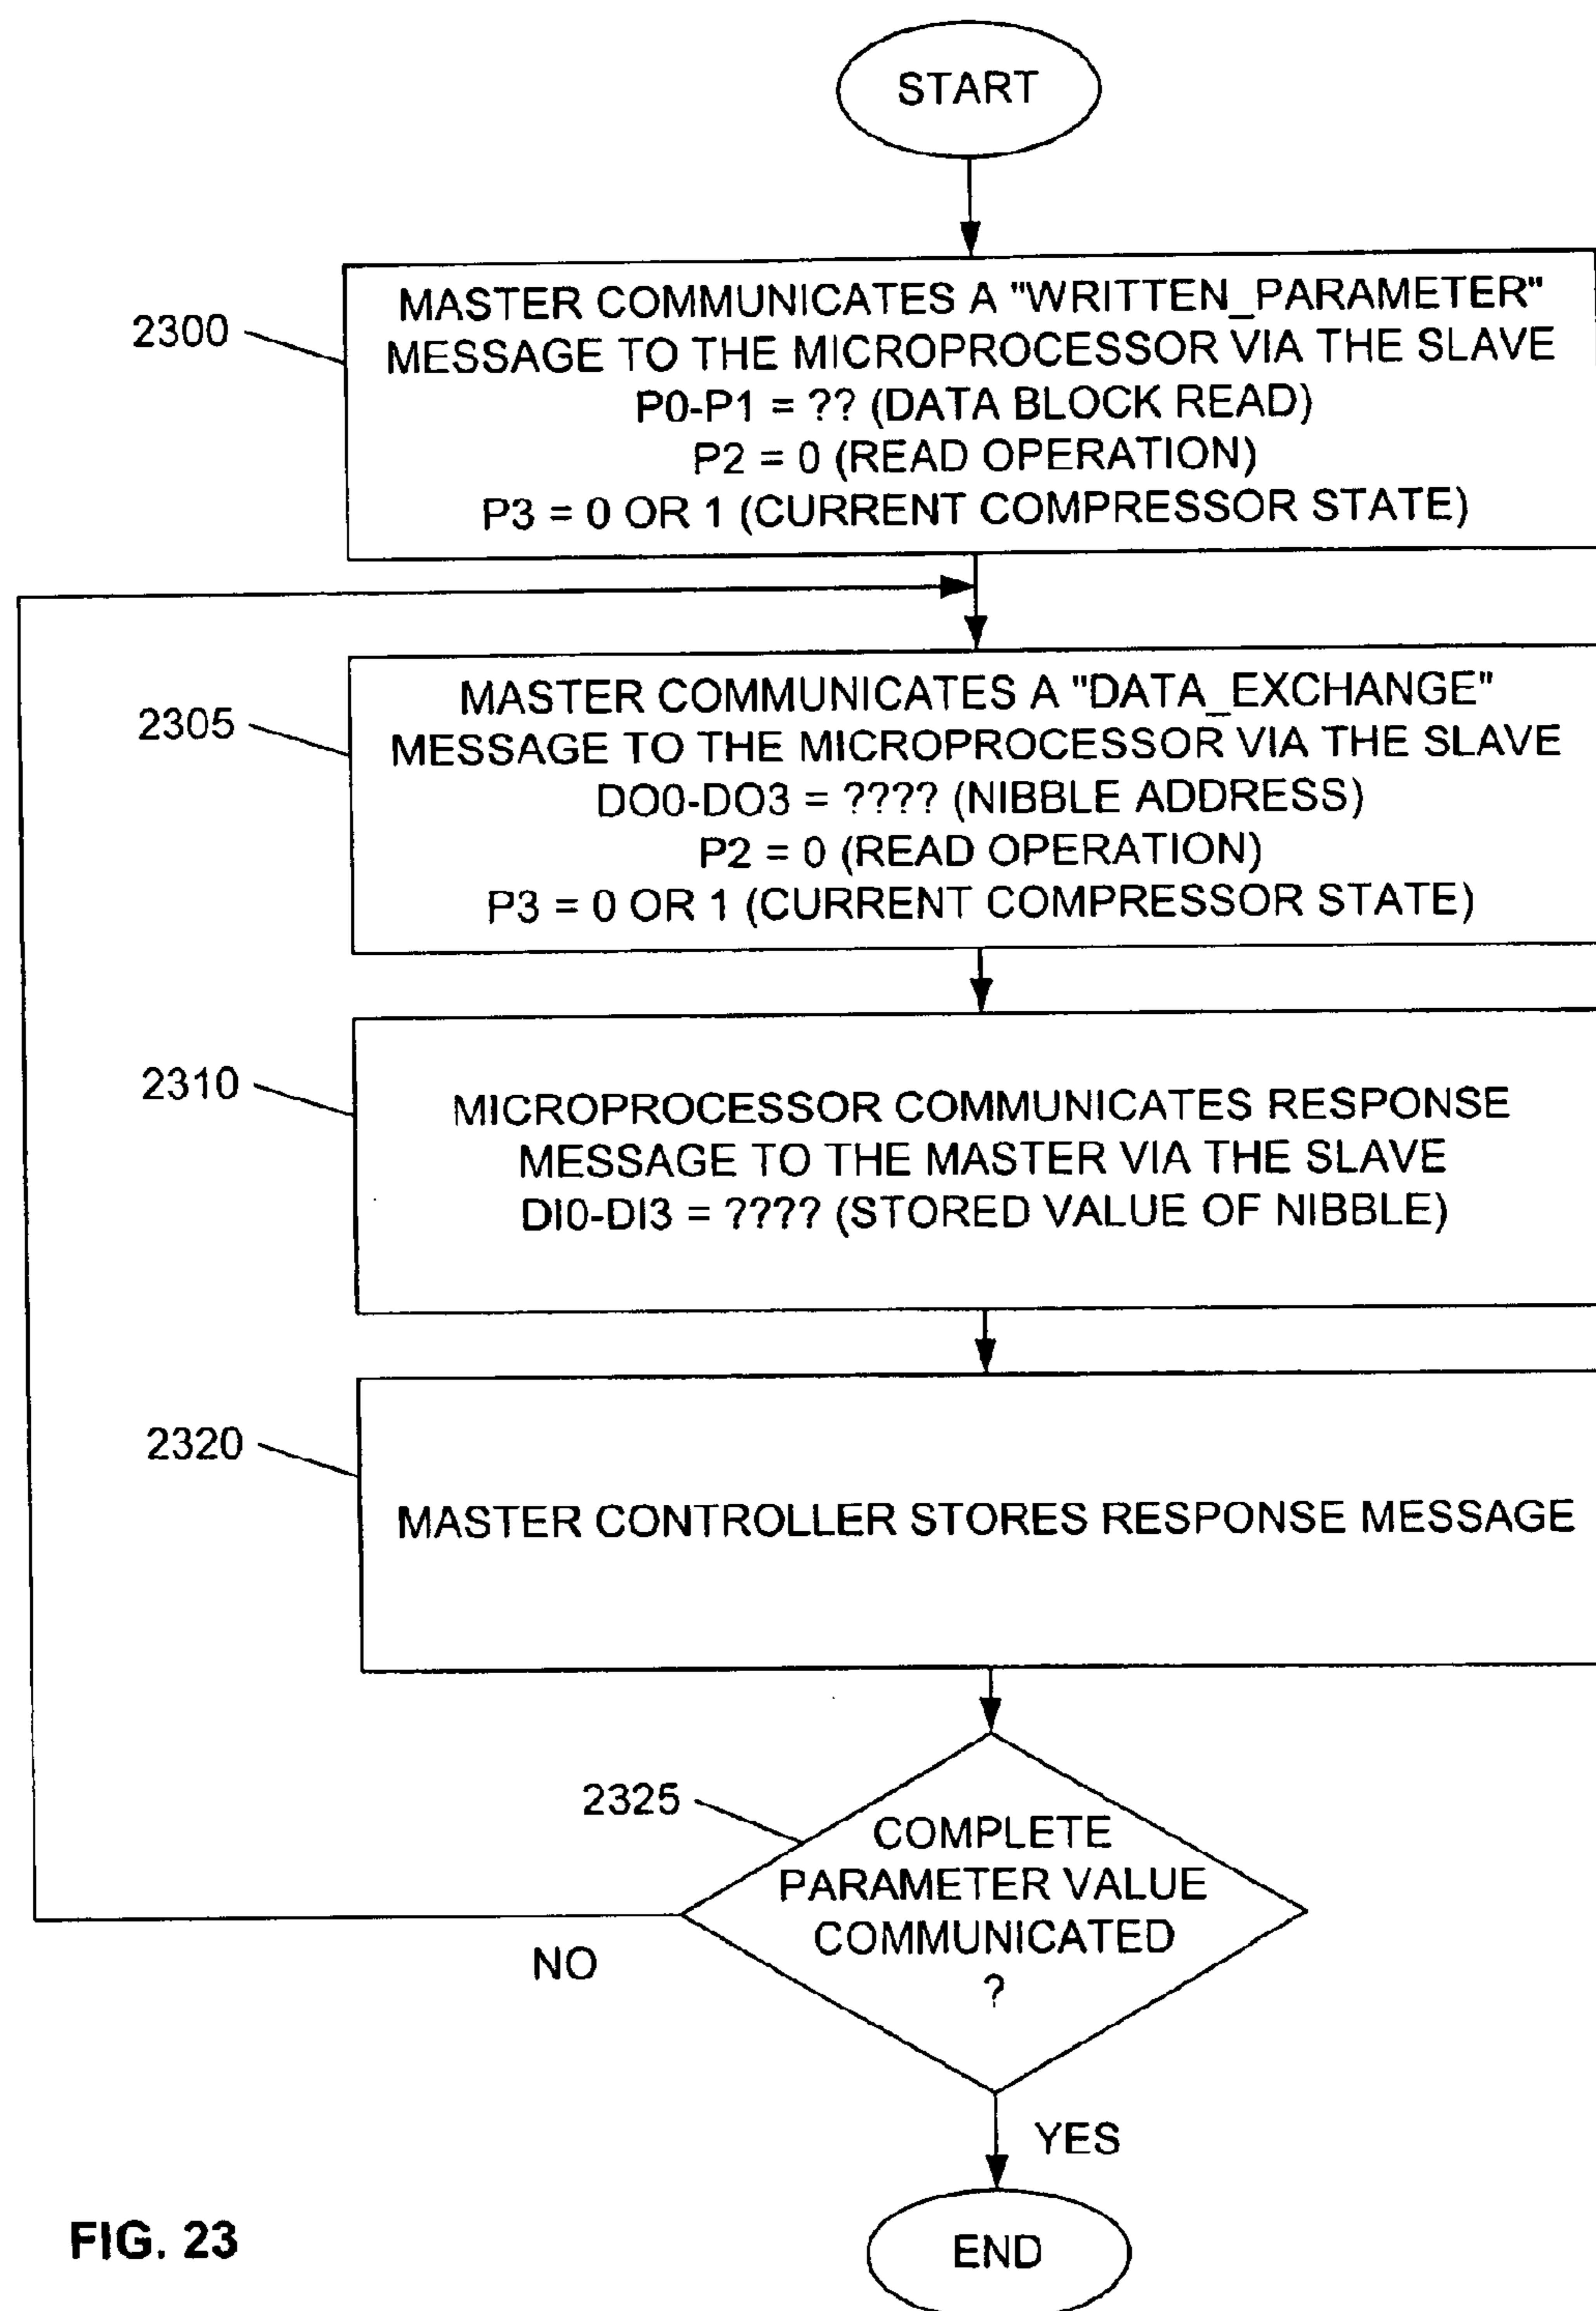 START
2300
MASTER COMMUNICATES A "WRITTEN_PARAMETER"
MESSAGE TO THE MICROPROCESSOR VIA THE SLAVE
P0-P1 = ?? (DATA BLOCK READ)
P2 = 0 (READ OPERATION)
P3 = 0 OR 1 (CURRENT COMPRESSOR STATE)
2305
MASTER COMMUNICATES A "DATA_EXCHANGE"
MESSAGE TO THE MICROPROCESSOR VIA THE SLAVE
DO0-DO3 = ???? (NIBBLE ADDRESS)
P2 = 0 (READ OPERATION)
P3 = 0 OR 1 (CURRENT COMPRESSOR STATE)
2310
MICROPROCESSOR COMMUNICATES RESPONSE
MESSAGE TO THE MASTER VIA THE SLAVE
DI0-DI3 = ???? (STORED VALUE OF NIBBLE)
2320
MASTER CONTROLLER STORES RESPONSE MESSAGE
2325
COMPLETE
PARAMETER VALUE
COMMUNICATED
?
NO
YES
END
FIG. 23